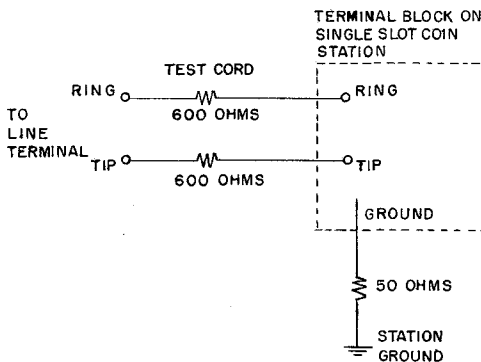 TERMINAL BLOCK ON
SINGLE SLOT COIN
STATION
TEST CORD
RING
RING
600 OHMS
TO
LINE
TERMINAL
TIP
TIP
600 OHMS
GROUND
50 OHMS
STATION
GROUND